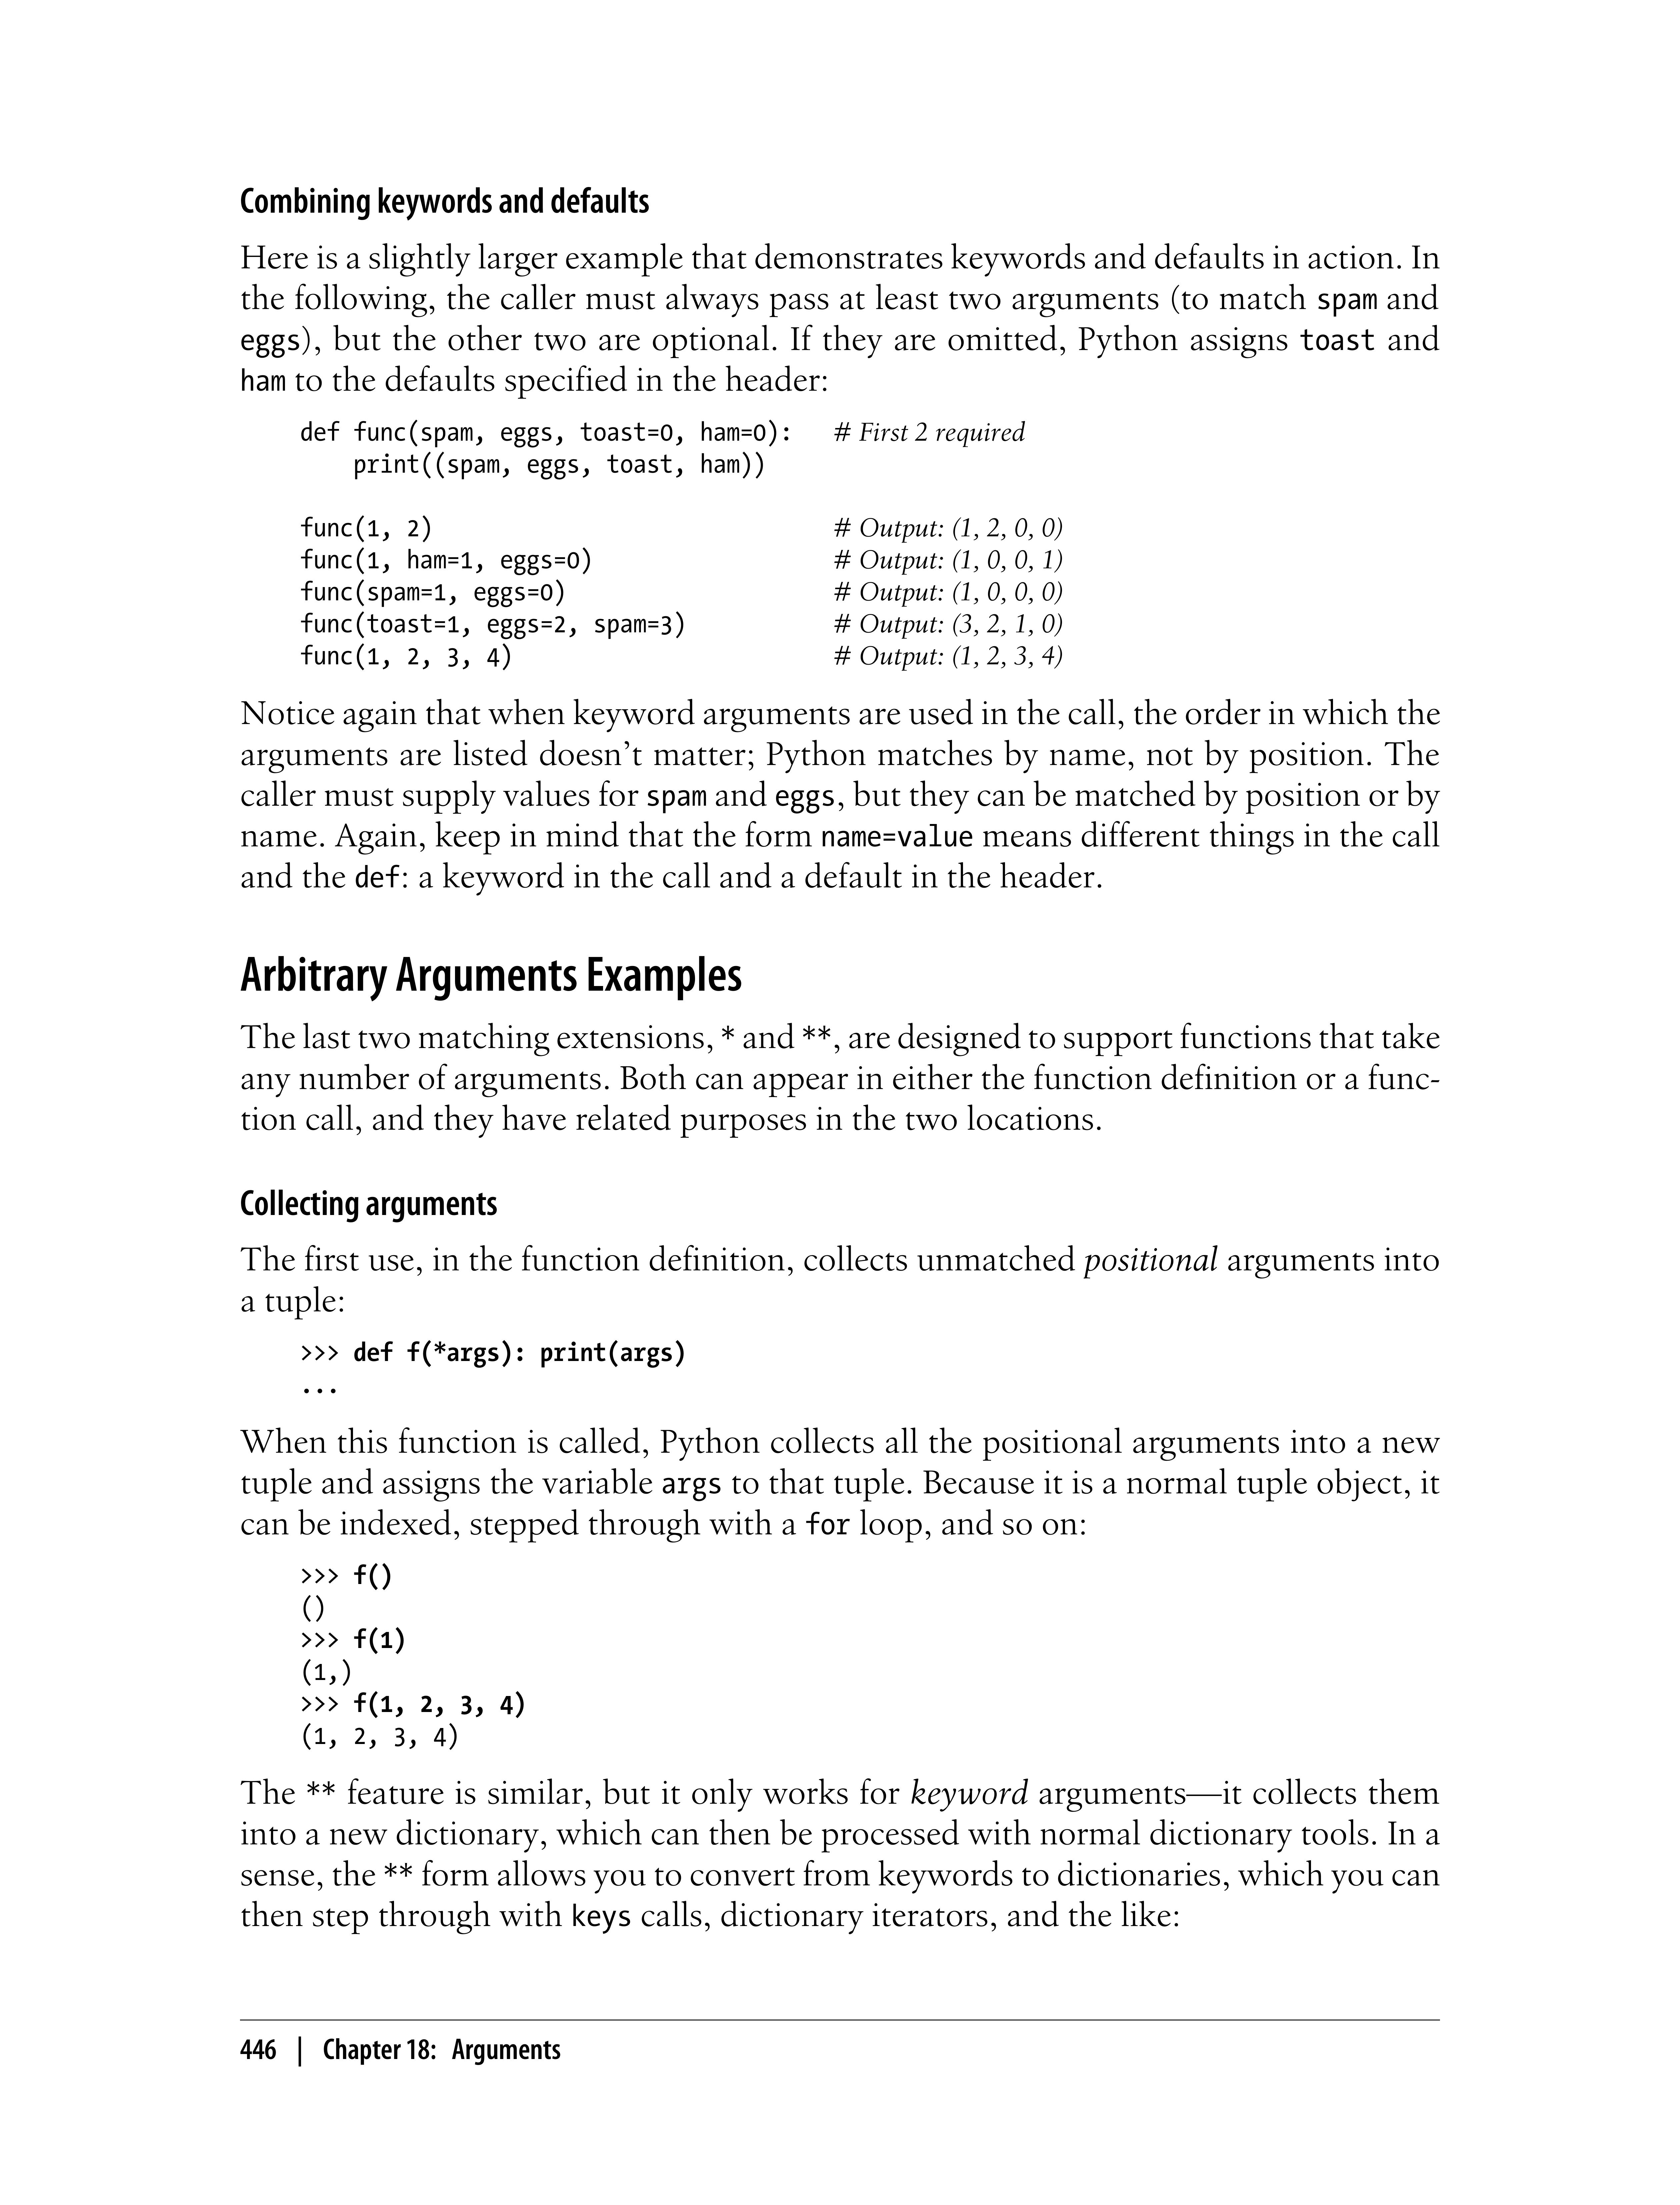 Combining keywords and defaults
Here is a slightly larger example that demonstrates keywords and defaults in action. In
the following, the caller must always pass at least two arguments (to match spam and
eggs), but the other two are optional. If they are omitted, Python assigns toast and
ham to the defaults specified in the header:
def func(spam, eggs, toast=0, ham=0):   # First 2 required
    print((spam, eggs, toast, ham))
func(1, 2)                              # Output: (1, 2, 0, 0)
func(1, ham=1, eggs=0)                  # Output: (1, 0, 0, 1)
func(spam=1, eggs=0)                    # Output: (1, 0, 0, 0)
func(toast=1, eggs=2, spam=3)           # Output: (3, 2, 1, 0)
func(1, 2, 3, 4)                        # Output: (1, 2, 3, 4)
Notice again that when keyword arguments are used in the call, the order in which the
arguments are listed doesn’t matter; Python matches by name, not by position. The
caller must supply values for spam and eggs, but they can be matched by position or by
name. Again, keep in mind that the form name=value means different things in the call
and the def: a keyword in the call and a default in the header.
Arbitrary Arguments Examples
The last two matching extensions, * and **, are designed to support functions that take
any number of arguments. Both can appear in either the function definition or a func-
tion call, and they have related purposes in the two locations.
Collecting arguments
The first use, in the function definition, collects unmatched positional arguments into
a tuple:
>>> def f(*args): print(args)
...
When this function is called, Python collects all the positional arguments into a new
tuple and assigns the variable args to that tuple. Because it is a normal tuple object, it
can be indexed, stepped through with a for loop, and so on:
>>> f()
()
>>> f(1)
(1,)
>>> f(1, 2, 3, 4)
(1, 2, 3, 4)
The ** feature is similar, but it only works for keyword arguments—it collects them
into a new dictionary, which can then be processed with normal dictionary tools. In a
sense, the ** form allows you to convert from keywords to dictionaries, which you can
then step through with keys calls, dictionary iterators, and the like:
446 | Chapter 18: Arguments